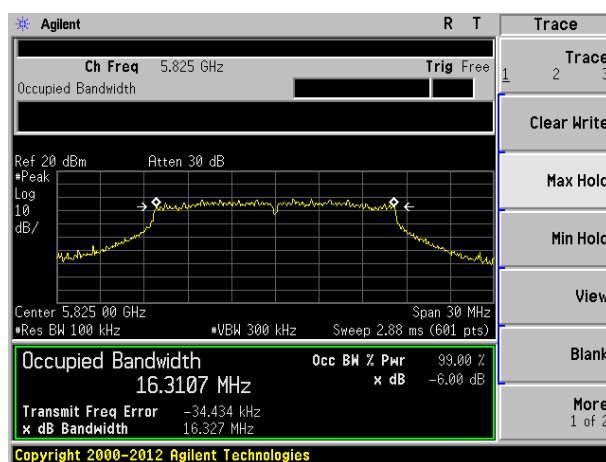 Agilent R T Trace
Ch Freq 5.825 GHz Trig Free
Occupied Bandwidth
Trace
1 2 3
Clear Write
Max Hold
Min Hold
View
Blank
More
1 of 2
Ref 20 dBm Atten 30 dB
#Peak
Log
10
dB/
Center 5.825 00 GHz Span 30 MHz
#Res BW 100 kHz #VBW 300 kHz Sweep 2.88 ms (601 pts)
Occupied Bandwidth Occ BW % Pwr 99.00 %
16.3107 MHz x dB -6.00 dB
Transmit Freq Error -34.434 kHz
x dB Bandwidth 16.327 MHz
Copyright 2000-2012 Agilent Technologies